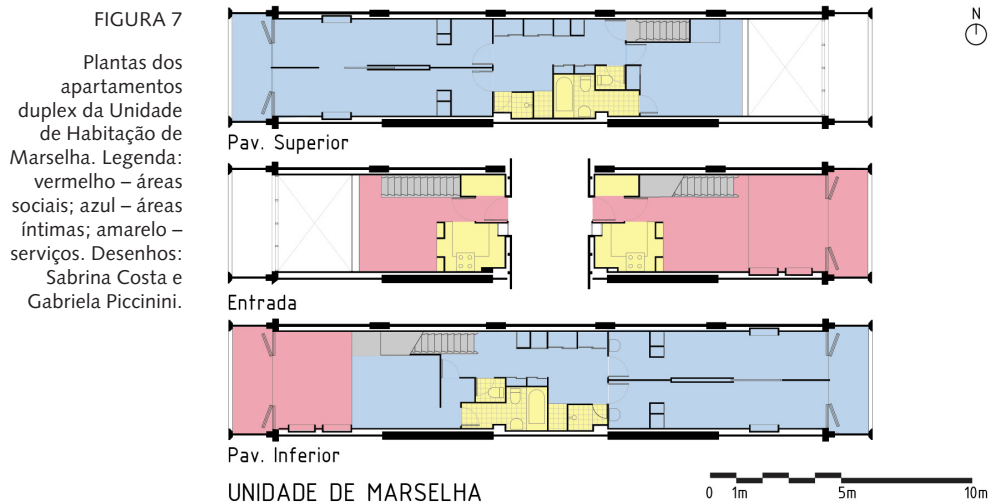 FIGURA 7
Plantas dos
apartamentos
duplex da Unidade
de Habitação de
Marselha. Legenda:
vermelho – áreas
sociais; azul – áreas
íntimas; amarelo –
serviços. Desenhos:
Sabrina Costa e
Gabriela Piccinini.
N
Pav. Superior
Entrada
Pav. Inferior
UNIDADE DE MARSELHA
0 1m 5m 10m